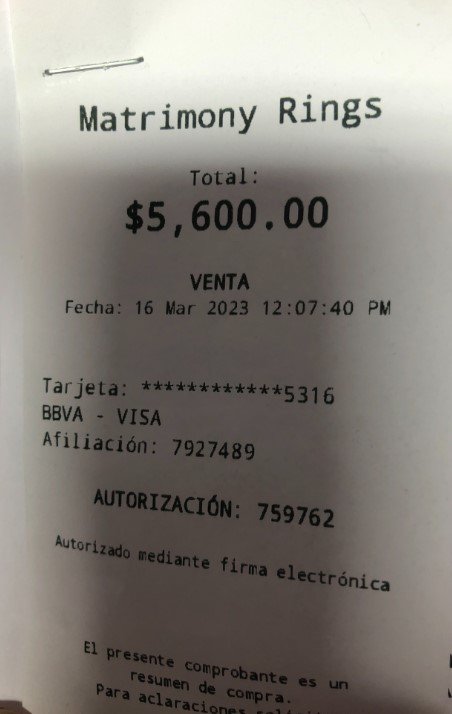 Matrimony Rings
Total:
$5,600.00
VENTA
Fecha: 16 Mar 2023 12:07:40 PM
Tarjeta: ************5316
BBVA - VISA
Afiliación: 7927489
AUTORIZACIÓN: 759762
Autorizado mediante firma electrónica
El presente comprobante es un
resumen de compra.
Para aclaraciones